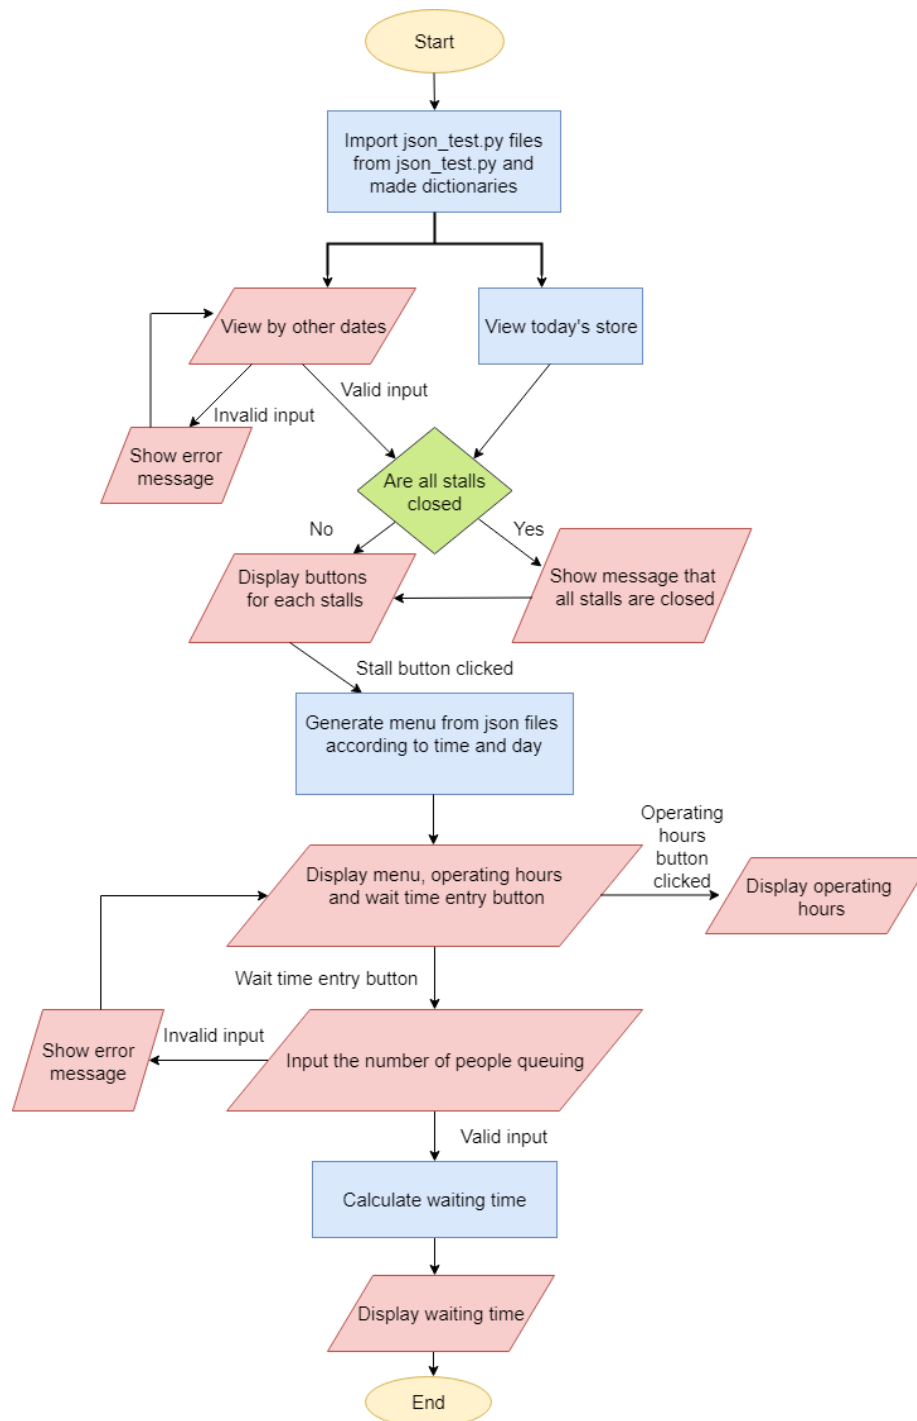 Start
Import json_test.py files
from json_test.py and
made dictionaries
View by other dates
View today's store
Valid input
Invalid input
Show error
message
Are all stalls
closed
No
Yes
Display buttons
for each stalls
Show message that
all stalls are closed
Stall button clicked
Generate menu from json files
according to time and day
Operating
hours
button
clicked
Display menu, operating hours
and wait time entry button
Display operating
hours
Wait time entry button
Invalid input
Show error
message
Input the number of people queuing
Valid input
Calculate waiting time
Display waiting time
End